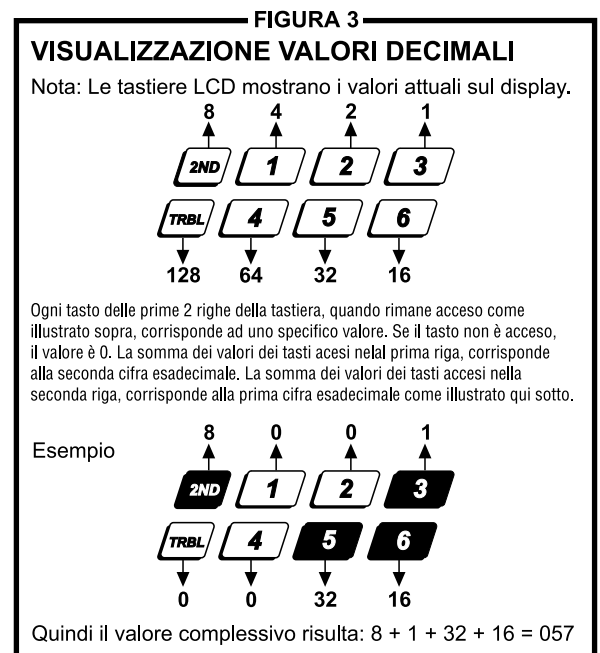 FIGURA 3
VISUALIZZAZIONE VALORI DECIMALI
Nota: Le tastiere LCD mostrano i valori attuali sul display.
8 4 2 1
2ND 1 2 3
TRBL 4 5 6
128 64 32 16
Ogni tasto delle prime 2 righe della tastiera, quando rimane acceso come
illustrato sopra, corrisponde ad uno specifico valore. Se il tasto non è acceso,
il valore è 0. La somma dei valori dei tasti acesi nelal prima riga, corrisponde
alla seconda cifra esadecimale. La somma dei valori dei tasti accesi nella
seconda riga, corrisponde alla prima cifra esadecimale come illustrato qui sotto.
Esempio
8 0 0 1
2ND 1 2 3
TRBL 4 5 6
0 0 32 16
Quindi il valore complessivo risulta: 8 + 1 + 32 + 16 = 057